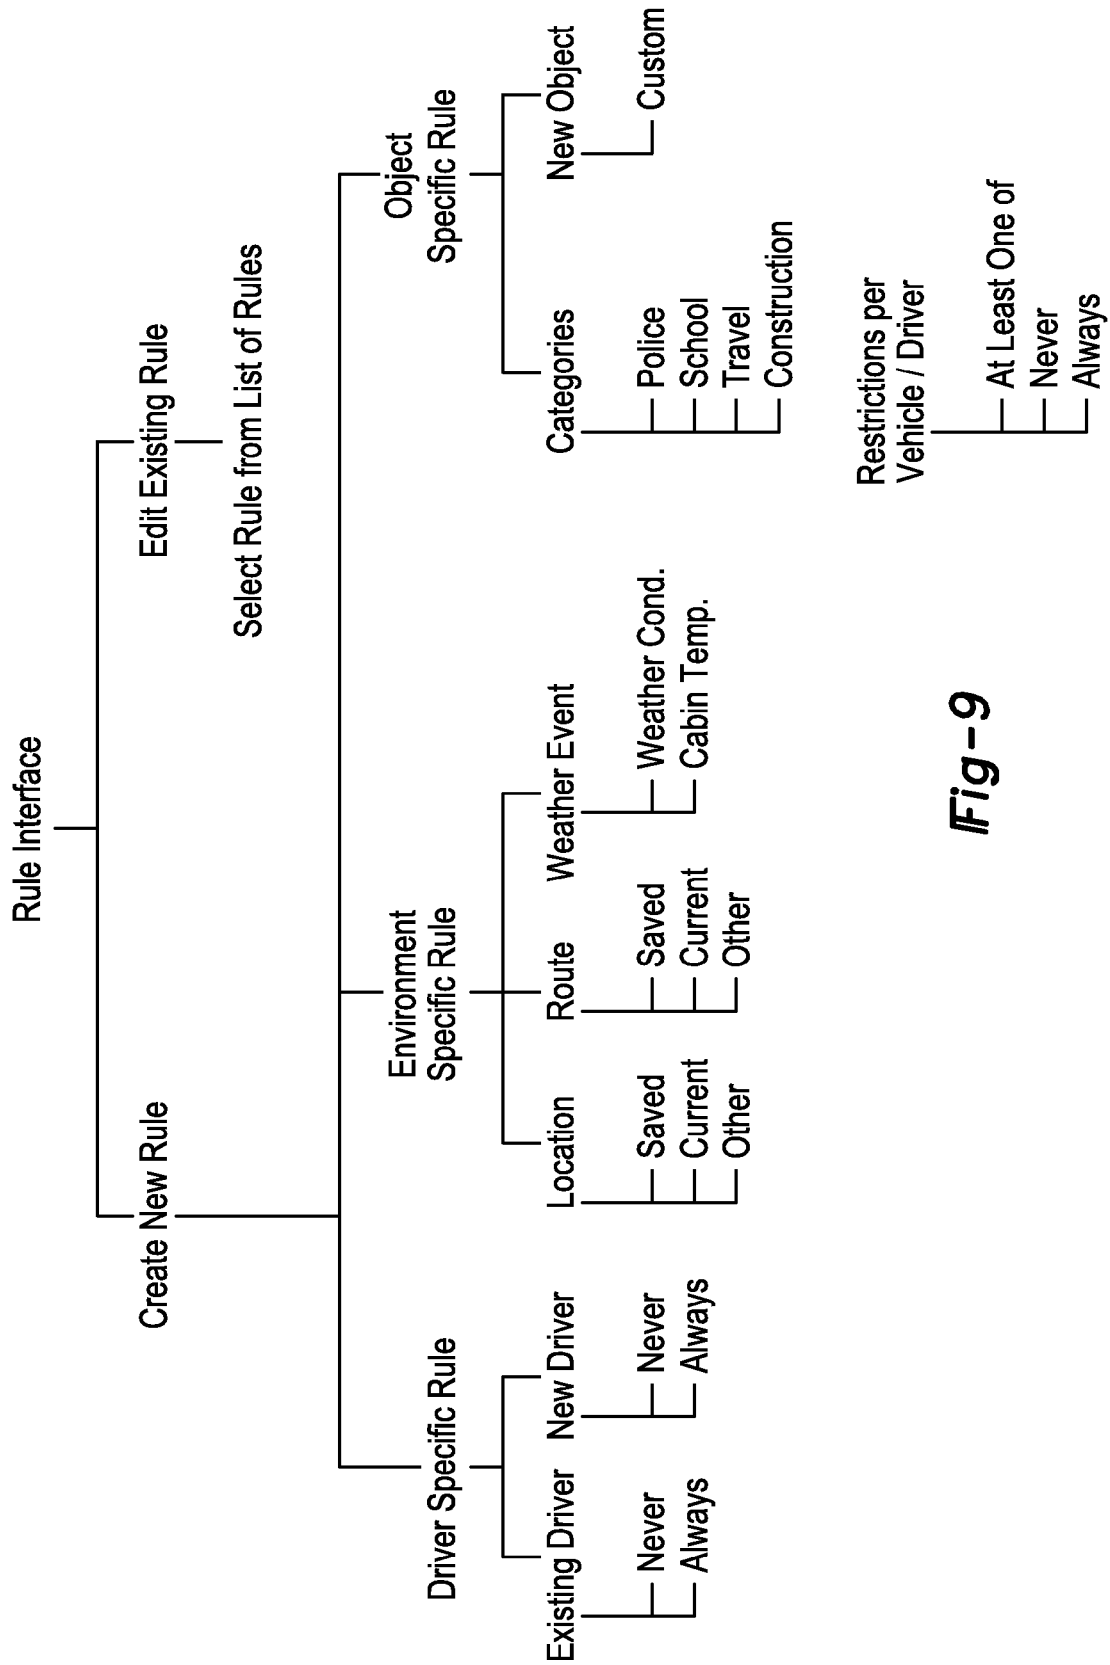 Rule Interface
Create New Rule
Edit Existing Rule
Select Rule from List of Rules
Driver Specific Rule
Environment
Specific Rule
Object
Specific Rule
Existing Driver
Never
Always
New Driver
Never
Always
Location
Saved
Current
Other
Route
Saved
Current
Other
Weather Event
Weather Cond.
Cabin Temp.
Categories
Police
School
Travel
Construction
New Object
Custom
Restrictions per
Vehicle / Driver
At Least One of
Never
Always
Fig-9